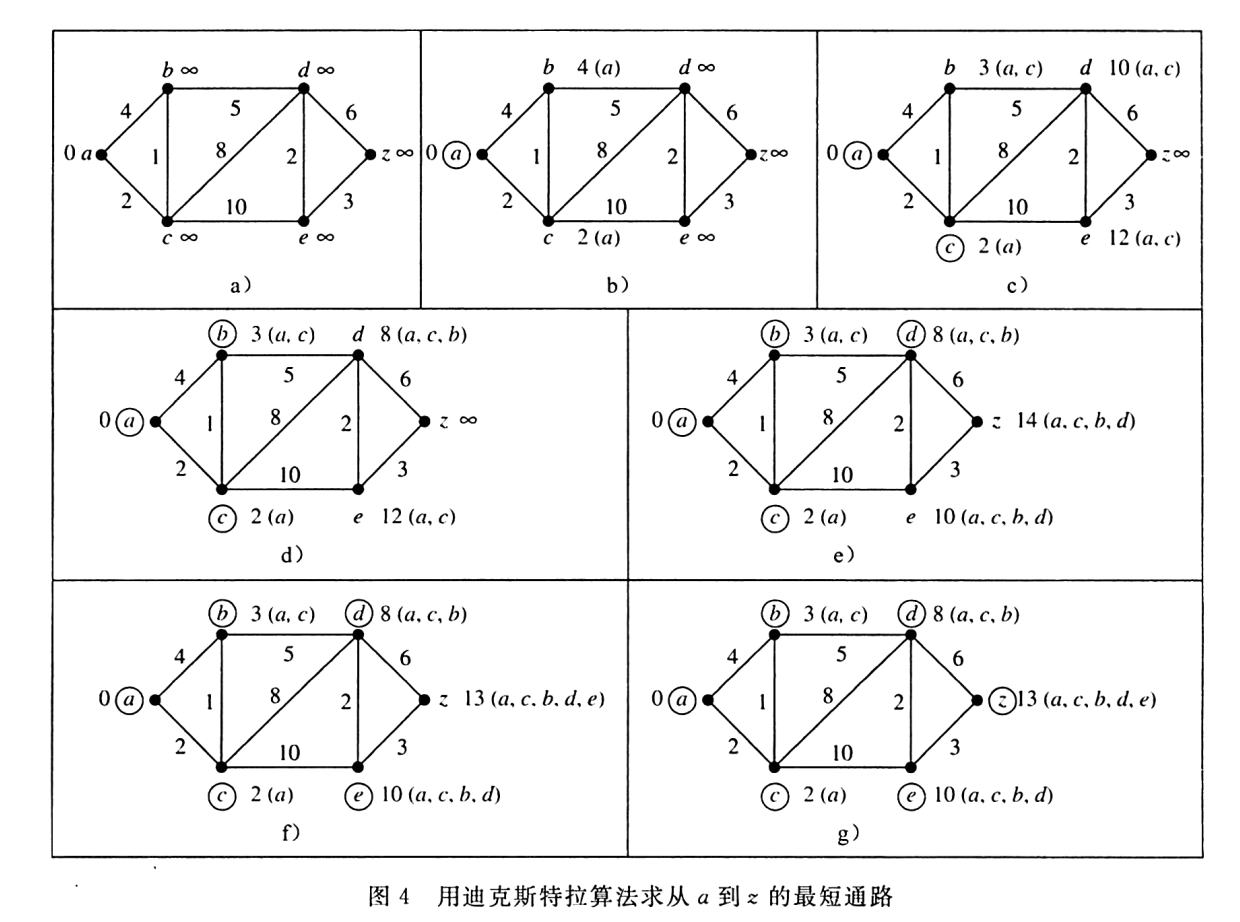 b ∞ d ∞
4 5 6
0 a 1 8 2 z ∞
2 10 3
c ∞ e ∞
a）
b 4 (a) d ∞
4 5 6
0 a 1 8 2 z ∞
2 10 3
c 2 (a) e ∞
b）
b 3 (a, c) d 10 (a, c)
4 5 6
0 a 1 8 2 z ∞
2 10 3
c 2 (a) e 12 (a, c)
c）
b 3 (a, c) d 8 (a, c, b)
4 5 6
0 a 1 8 2 z ∞
2 10 3
c 2 (a) e 12 (a, c)
d）
b 3 (a, c) d 8 (a, c, b)
4 5 6
0 a 1 8 2 z 14 (a, c, b, d)
2 10 3
c 2 (a) e 10 (a, c, b, d)
e）
b 3 (a, c) d 8 (a, c, b)
4 5 6
0 a 1 8 2 z 13 (a, c, b, d, e)
2 10 3
c 2 (a) e 10 (a, c, b, d)
f）
b 3 (a, c) d 8 (a, c, b)
4 5 6
0 a 1 8 2 z 13 (a, c, b, d, e)
2 10 3
c 2 (a) e 10 (a, c, b, d)
g）
图 4 用迪克斯特拉算法求从 a 到 z 的最短通路